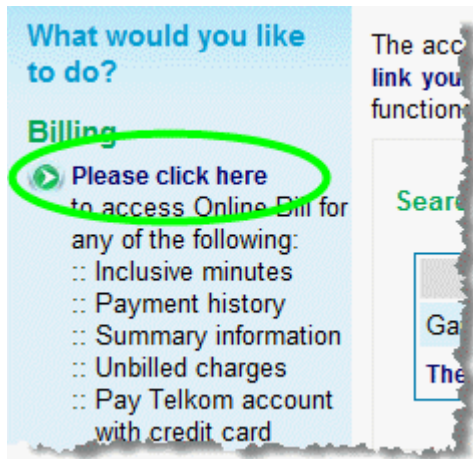 What would you like
to do?
Billing
Please click here
to access Online Bill for
any of the following:
:: Inclusive minutes
:: Payment history
:: Summary information
:: Unbilled charges
:: Pay Telkom account
with credit card
The acc
link you
function
Sear
Ga
The